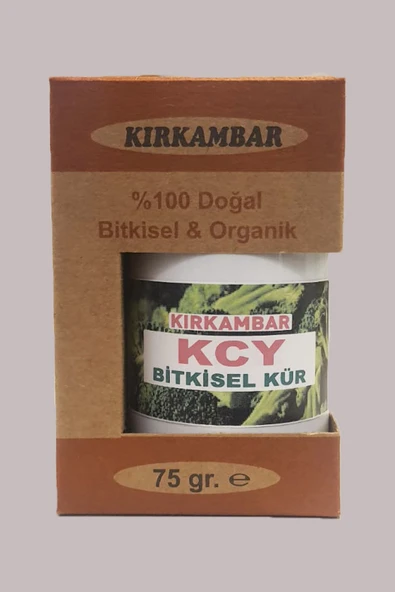 KIRKAMBAR
%100 Doğal
Bitkisel & Organik
KIRKAMBAR
KCY
BİTKİSEL KÜR
75 gr. ℮